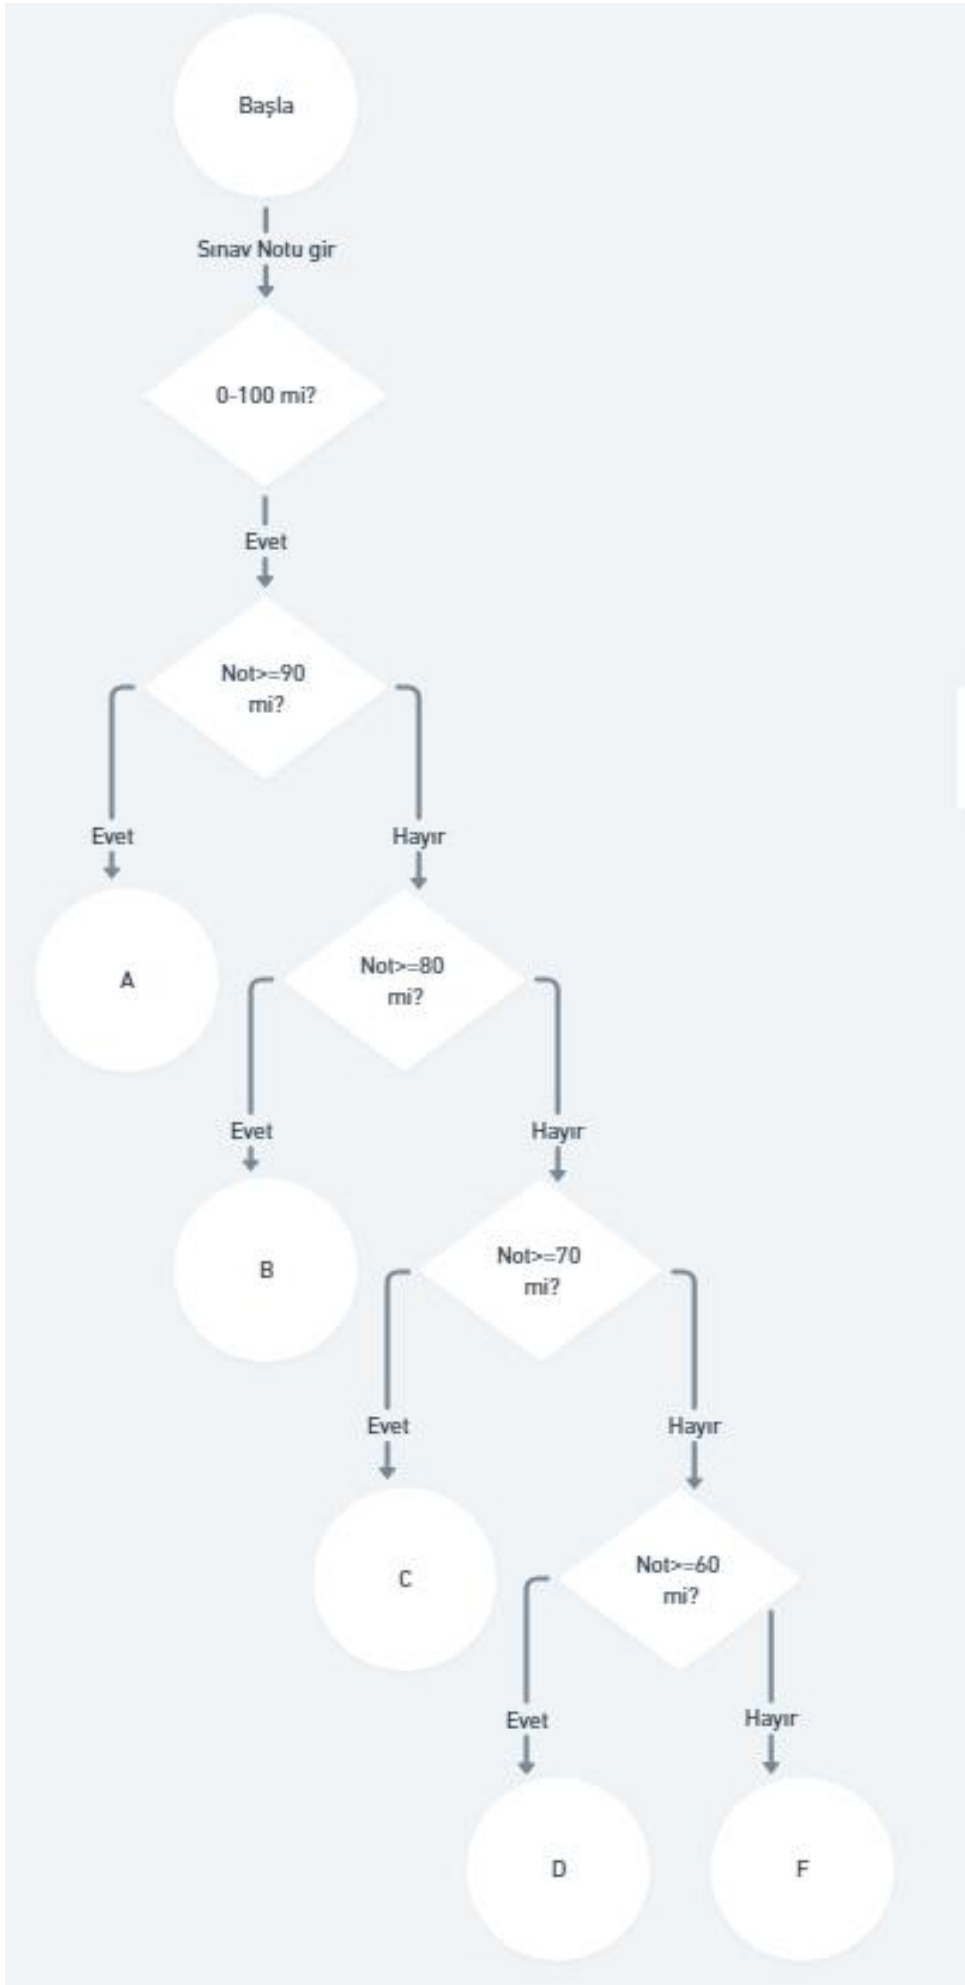 Başla
Sınav Notu gir
0-100 mi?
Evet
Not>=90
mi?
Evet
Hayır
A
Not>=80
mi?
Evet
Hayır
B
Not>=70
mi?
Evet
Hayır
C
Not>=60
mi?
Evet
Hayır
D
F